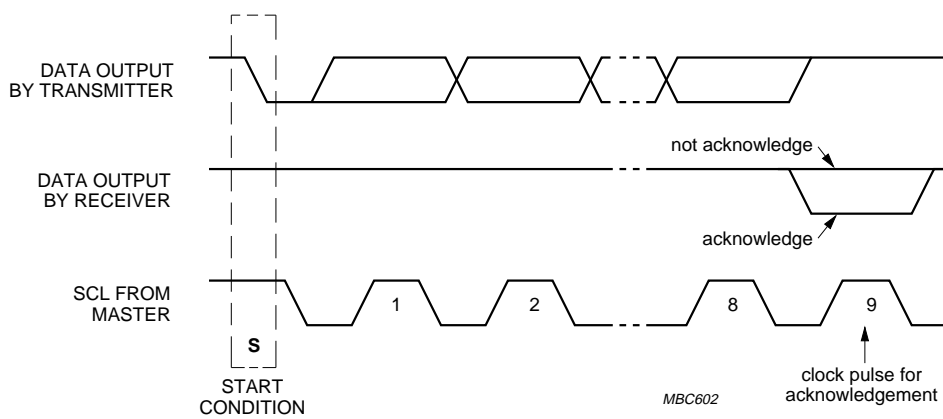 DATA OUTPUT
BY TRANSMITTER
not acknowledge
DATA OUTPUT
BY RECEIVER
acknowledge
SCL FROM
MASTER
1
2
8
9
S
START
CONDITION
clock pulse for
acknowledgement
MBC602